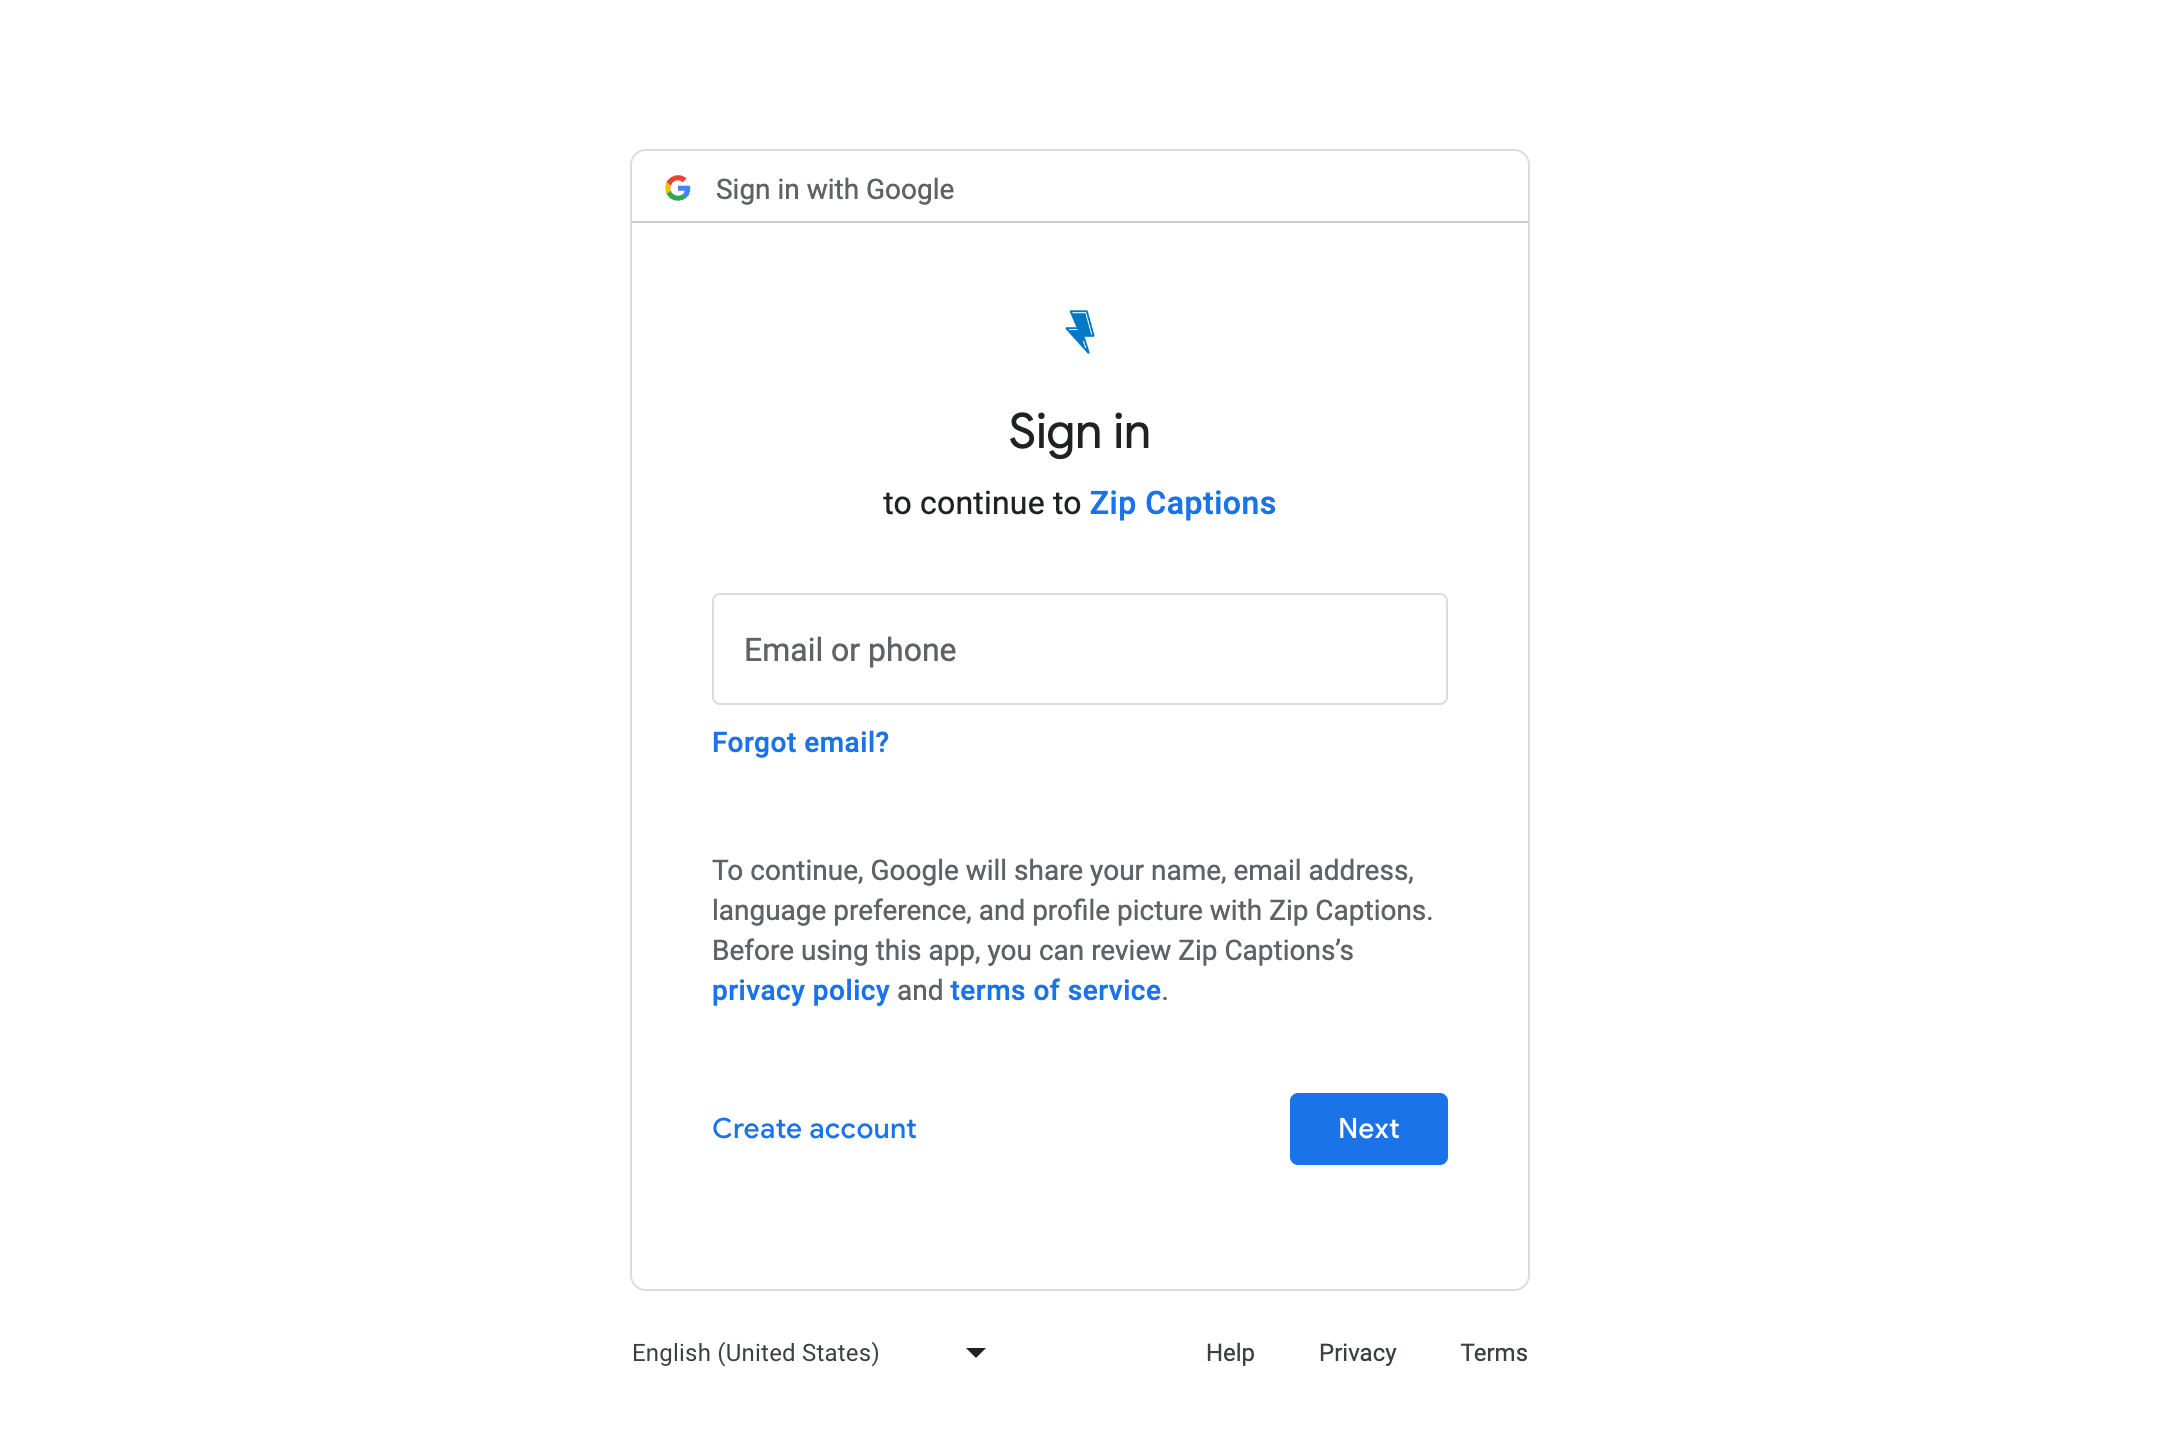 Sign in with Google
Sign in
to continue to Zip Captions
Email or phone
Forgot email?
To continue, Google will share your name, email address,
language preference, and profile picture with Zip Captions.
Before using this app, you can review Zip Captions’s
privacy policy and terms of service.
Create account
Next
English (United States)
Help
Privacy
Terms